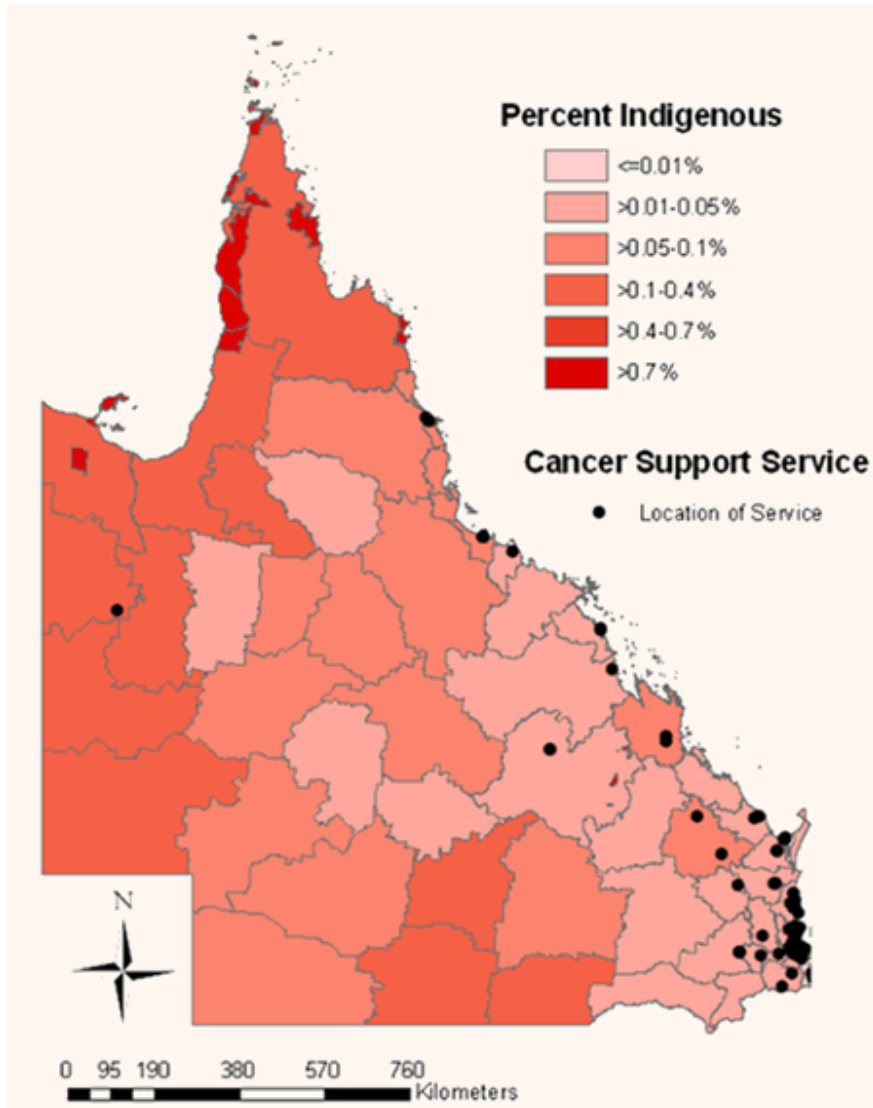 Percent Indigenous
<=0.01%
>0.01-0.05%
>0.05-0.1%
>0.1-0.4%
>0.4-0.7%
>0.7%
Cancer Support Service
Location of Service
N
0 95 190 380 570 760
Kilometers